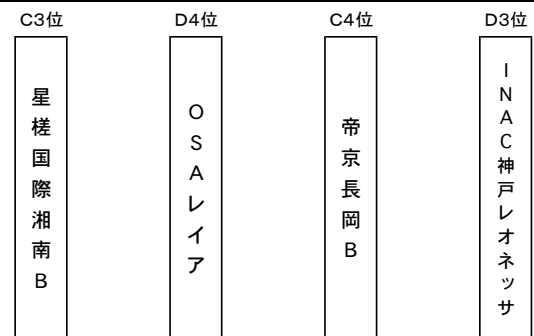 C3位
D4位
C4位
D3位
星槎国際湘南B
OSAレイア
帝京長岡B
INAC神戸レオネッサ